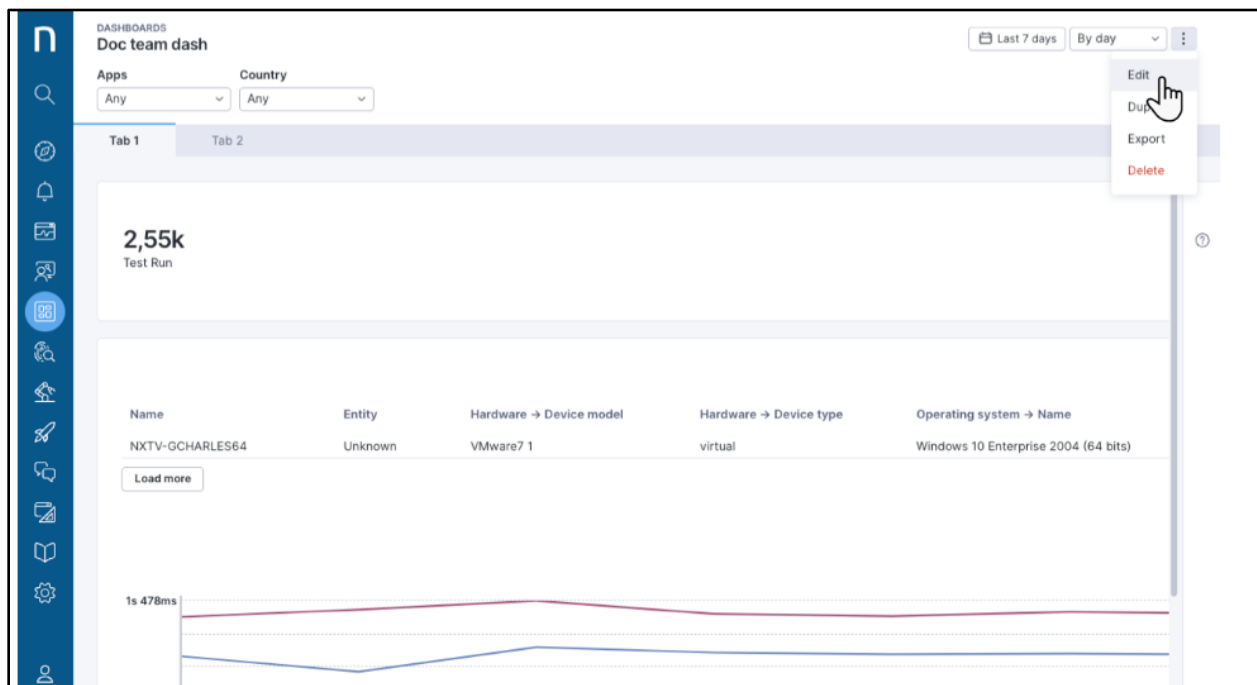 n
DASHBOARDS
Doc team dash
Last 7 days
By day
Apps
Country
Any
Any
Edit
Export
Delete
Tab 1
Tab 2
2,55k
Test Run
?
Name
Entity
Hardware → Device model
Hardware → Device type
Operating system → Name
NXTV-GCHARLES64
Unknown
VMware7 1
virtual
Windows 10 Enterprise 2004 (64 bits)
Load more
1s 478ms